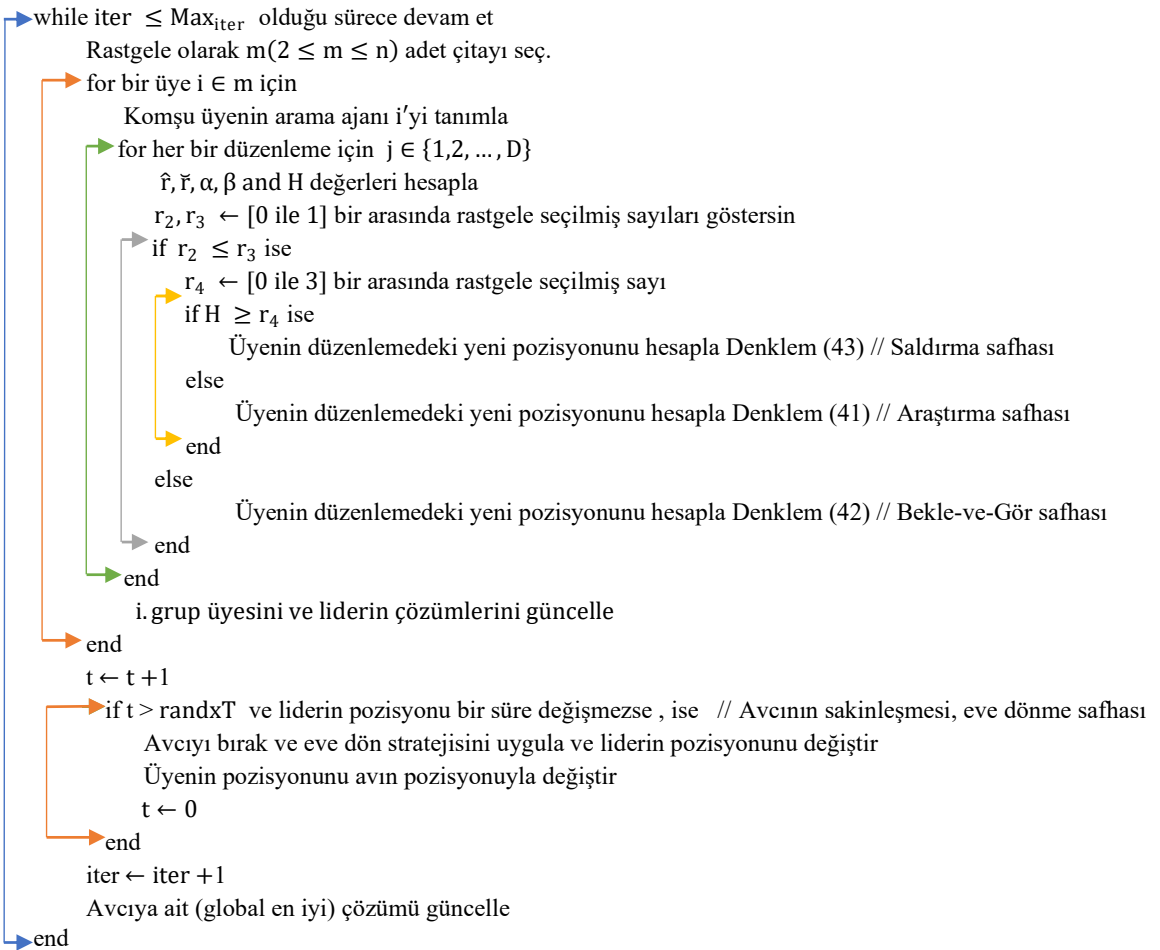 while iter ≤ Max_iter olduğu sürece devam et
Rastgele olarak m(2 ≤ m ≤ n) adet çitayı seç.
for bir üye i ∈ m için
Komşu üyenin arama ajanı i′yi tanımla
for her bir düzenleme için j ∈ {1,2, … , D}
r̂, ř, α, β and H değerleri hesapla
r₂, r₃ ← [0 ile 1] bir arasında rastgele seçilmiş sayıları göstersin
if r₂ ≤ r₃ ise
r₄ ← [0 ile 3] bir arasında rastgele seçilmiş sayı
if H ≥ r₄ ise
Üyenin düzenlemedeki yeni pozisyonunu hesapla Denklem (43) // Saldırma safhası
else
Üyenin düzenlemedeki yeni pozisyonunu hesapla Denklem (41) // Araştırma safhası
end
else
Üyenin düzenlemedeki yeni pozisyonunu hesapla Denklem (42) // Bekle-ve-Gör safhası
end
end
i. grup üyesini ve liderin çözümlerini güncelle
end
t ← t +1
if t > randxT ve liderin pozisyonu bir süre değişmezse , ise // Avcının sakinleşmesi, eve dönme safhası
Avcıyı bırak ve eve dön stratejisini uygula ve liderin pozisyonunu değiştir
Üyenin pozisyonunu avın pozisyonuyla değiştir
t ← 0
end
iter ← iter +1
Avcıya ait (global en iyi) çözümü güncelle
end